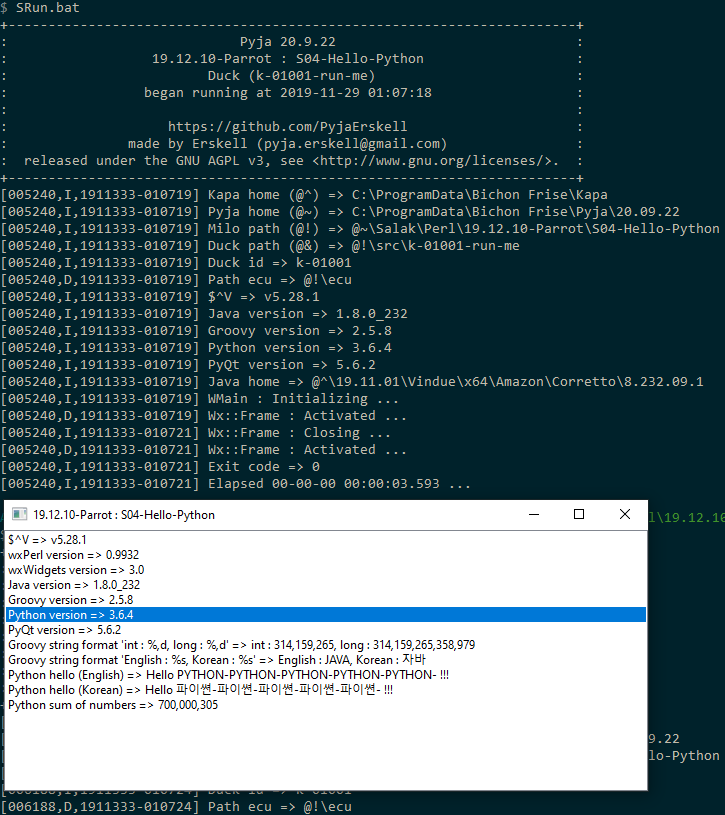 $ SRun.bat
+-----------------------------------------------------------------------+
: Pyja 20.9.22 :
: 19.12.10-Parrot : S04-Hello-Python :
: Duck (k-01001-run-me) :
: began running at 2019-11-29 01:07:18 :
: :
: https://github.com/PyjaErskell :
: made by Erskell (pyja.erskell@gmail.com) :
: released under the GNU AGPL v3, see <http://www.gnu.org/licenses/>. :
+-----------------------------------------------------------------------+
[005240,I,1911333-010719] Kapa home (@^) => C:\ProgramData\Bichon Frise\Kapa
[005240,I,1911333-010719] Pyja home (@~) => C:\ProgramData\Bichon Frise\Pyja\20.09.22
[005240,I,1911333-010719] Milo path (@!) => @~\Salak\Perl\19.12.10-Parrot\S04-Hello-Python
[005240,I,1911333-010719] Duck path (@&) => @!\src\k-01001-run-me
[005240,I,1911333-010719] Duck id => k-01001
[005240,D,1911333-010719] Path ecu => @!\ecu
[005240,I,1911333-010719] $^V => v5.28.1
[005240,I,1911333-010719] Java version => 1.8.0_232
[005240,I,1911333-010719] Groovy version => 2.5.8
[005240,I,1911333-010719] Python version => 3.6.4
[005240,I,1911333-010719] PyQt version => 5.6.2
[005240,I,1911333-010719] Java home => @^\19.11.01\Vindue\x64\Amazon\Corretto\8.232.09.1
[005240,I,1911333-010719] WMain : Initializing ...
[005240,D,1911333-010719] Wx::Frame : Activated ...
[005240,I,1911333-010721] Wx::Frame : Closing ...
[005240,D,1911333-010721] Wx::Frame : Activated ...
[005240,I,1911333-010721] Exit code => 0
[005240,I,1911333-010721] Elapsed 00-00-00 00:00:03.593 ...
19.12.10-Parrot : S04-Hello-Python
l\19.12.10
$^V => v5.28.1
wxPerl version => 0.9932
wxWidgets version => 3.0
Java version => 1.8.0_232
Groovy version => 2.5.8
Python version => 3.6.4
PyQt version => 5.6.2
Groovy string format 'int : %,d, long : %,d' => int : 314,159,265, long : 314,159,265,358,979
Groovy string format 'English : %s, Korean : %s' => English : JAVA, Korean : 자바
Python hello (English) => Hello PYTHON-PYTHON-PYTHON-PYTHON-PYTHON- !!!
Python hello (Korean) => Hello 파이썬-파이썬-파이썬-파이썬-파이썬- !!!
Python sum of numbers => 700,000,305
9.22
lo-Python
[006188,I,1911333-010724] Duck id => k-01001
[006188,D,1911333-010724] Path ecu => @!\ecu